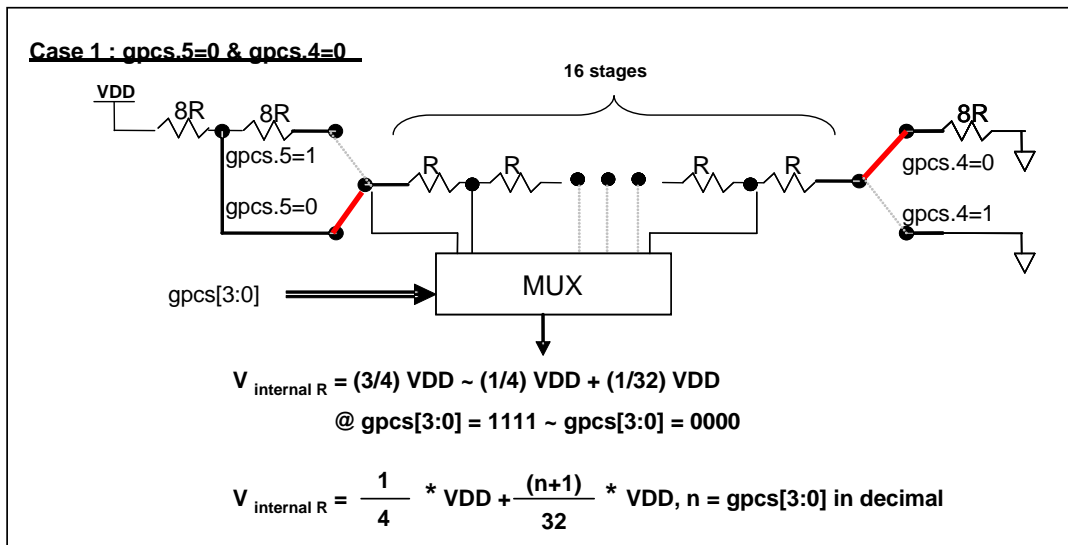 Case 1 : gpcs.5=0 & gpcs.4=0
16 stages
VDD
8R
8R
8R
gpcs.5=1
R
R
R
R
gpcs.4=0
gpcs.5=0
gpcs.4=1
gpcs[3:0]
MUX
V internal R = (3/4) VDD ~ (1/4) VDD + (1/32) VDD
@ gpcs[3:0] = 1111 ~ gpcs[3:0] = 0000
V internal R = 1/4 * VDD + (n+1)/32 * VDD, n = gpcs[3:0] in decimal